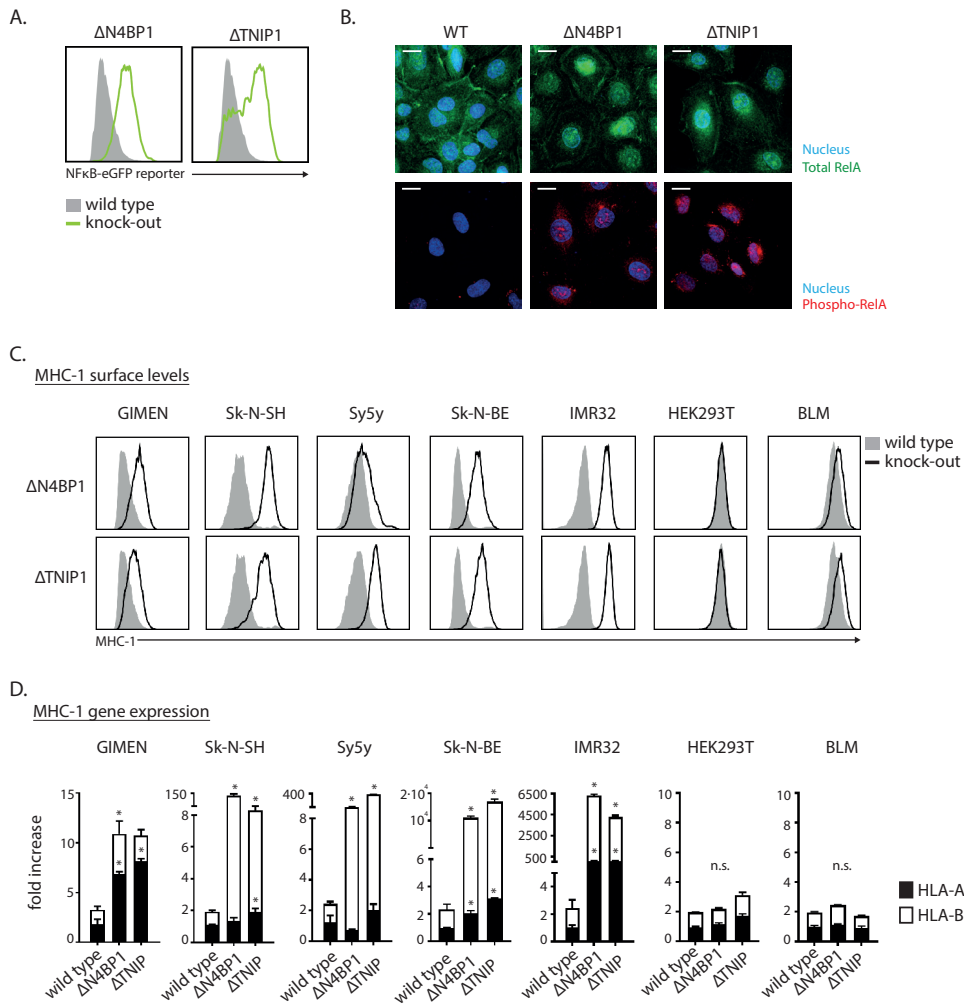 A.
ΔN4BP1 ΔTNIP1
NFκB-eGFP reporter
wild type
knock-out
B.
WT ΔN4BP1 ΔTNIP1
Nucleus
Total RelA
Nucleus
Phospho-RelA
C.
MHC-1 surface levels
GIMEN Sk-N-SH Sy5y Sk-N-BE IMR32 HEK293T BLM
wild type
knock-out
ΔN4BP1
ΔTNIP1
MHC-1
D.
MHC-1 gene expression
GIMEN Sk-N-SH Sy5y Sk-N-BE IMR32 HEK293T BLM
fold increase
15
10
5
0
*
*
*
wild type
ΔN4BP1
ΔTNIP
150
8
6
4
2
0
*
*
*
wild type
ΔN4BP1
ΔTNIP
400
8
6
4
2
0
*
*
wild type
ΔN4BP1
ΔTNIP
2·10⁴
10⁴
6
4
2
0
*
*
*
*
wild type
ΔN4BP1
ΔTNIP
6500
4500
2500
500
4
2
0
*
*
*
*
wild type
ΔN4BP1
ΔTNIP
10
8
6
4
2
0
n.s.
wild type
ΔN4BP1
ΔTNIP
10
8
6
4
2
0
n.s.
wild type
ΔN4BP1
ΔTNIP
HLA-A
HLA-B